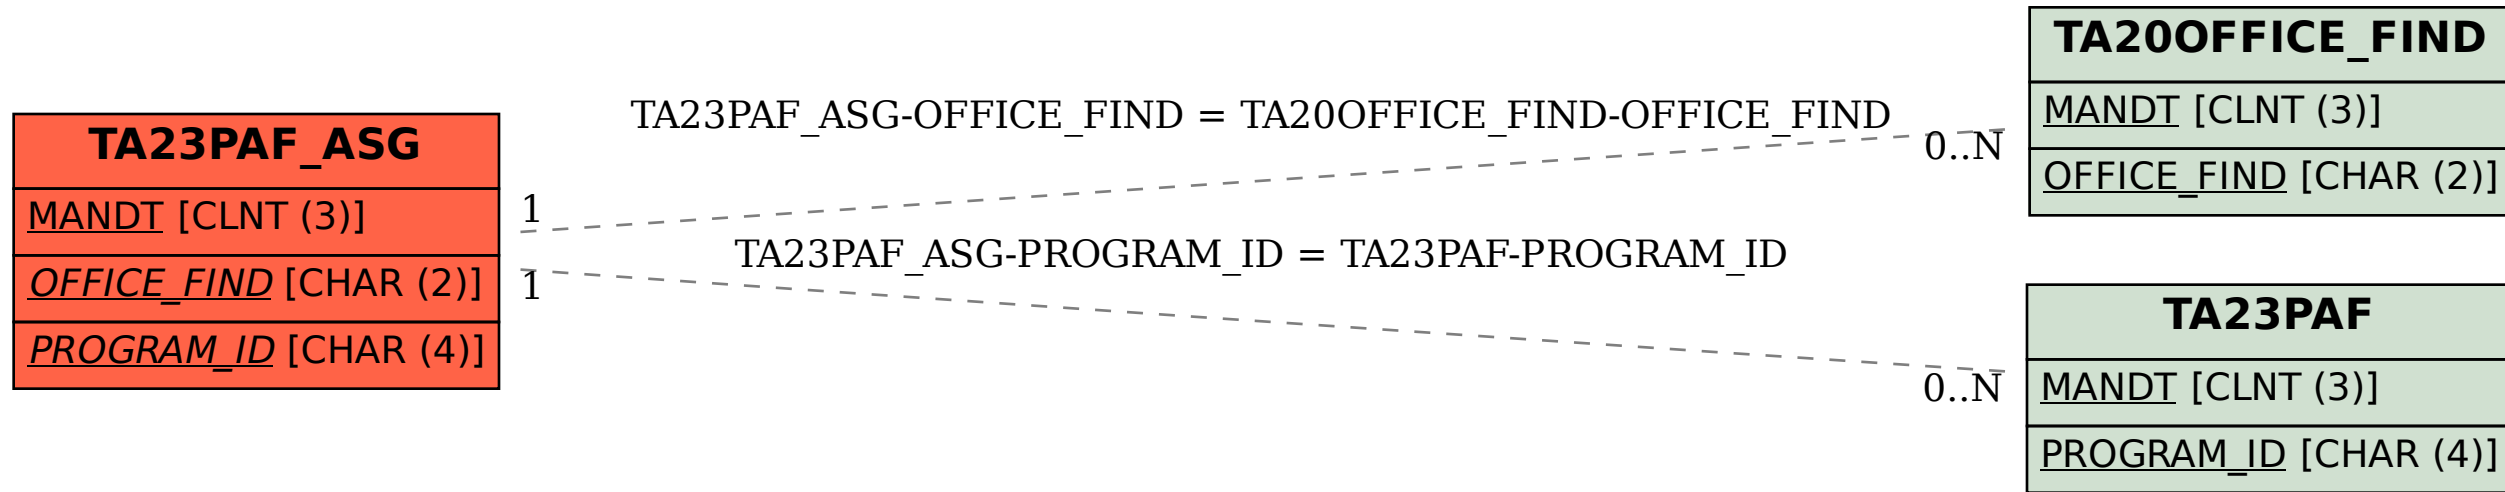 TA23PAF_ASG
MANDT [CLNT (3)]
OFFICE_FIND [CHAR (2)]
PROGRAM_ID [CHAR (4)]
TA23PAF_ASG-OFFICE_FIND = TA20OFFICE_FIND-OFFICE_FIND
1
0..N
TA23PAF_ASG-PROGRAM_ID = TA23PAF-PROGRAM_ID
1
0..N
TA20OFFICE_FIND
MANDT [CLNT (3)]
OFFICE_FIND [CHAR (2)]
TA23PAF
MANDT [CLNT (3)]
PROGRAM_ID [CHAR (4)]